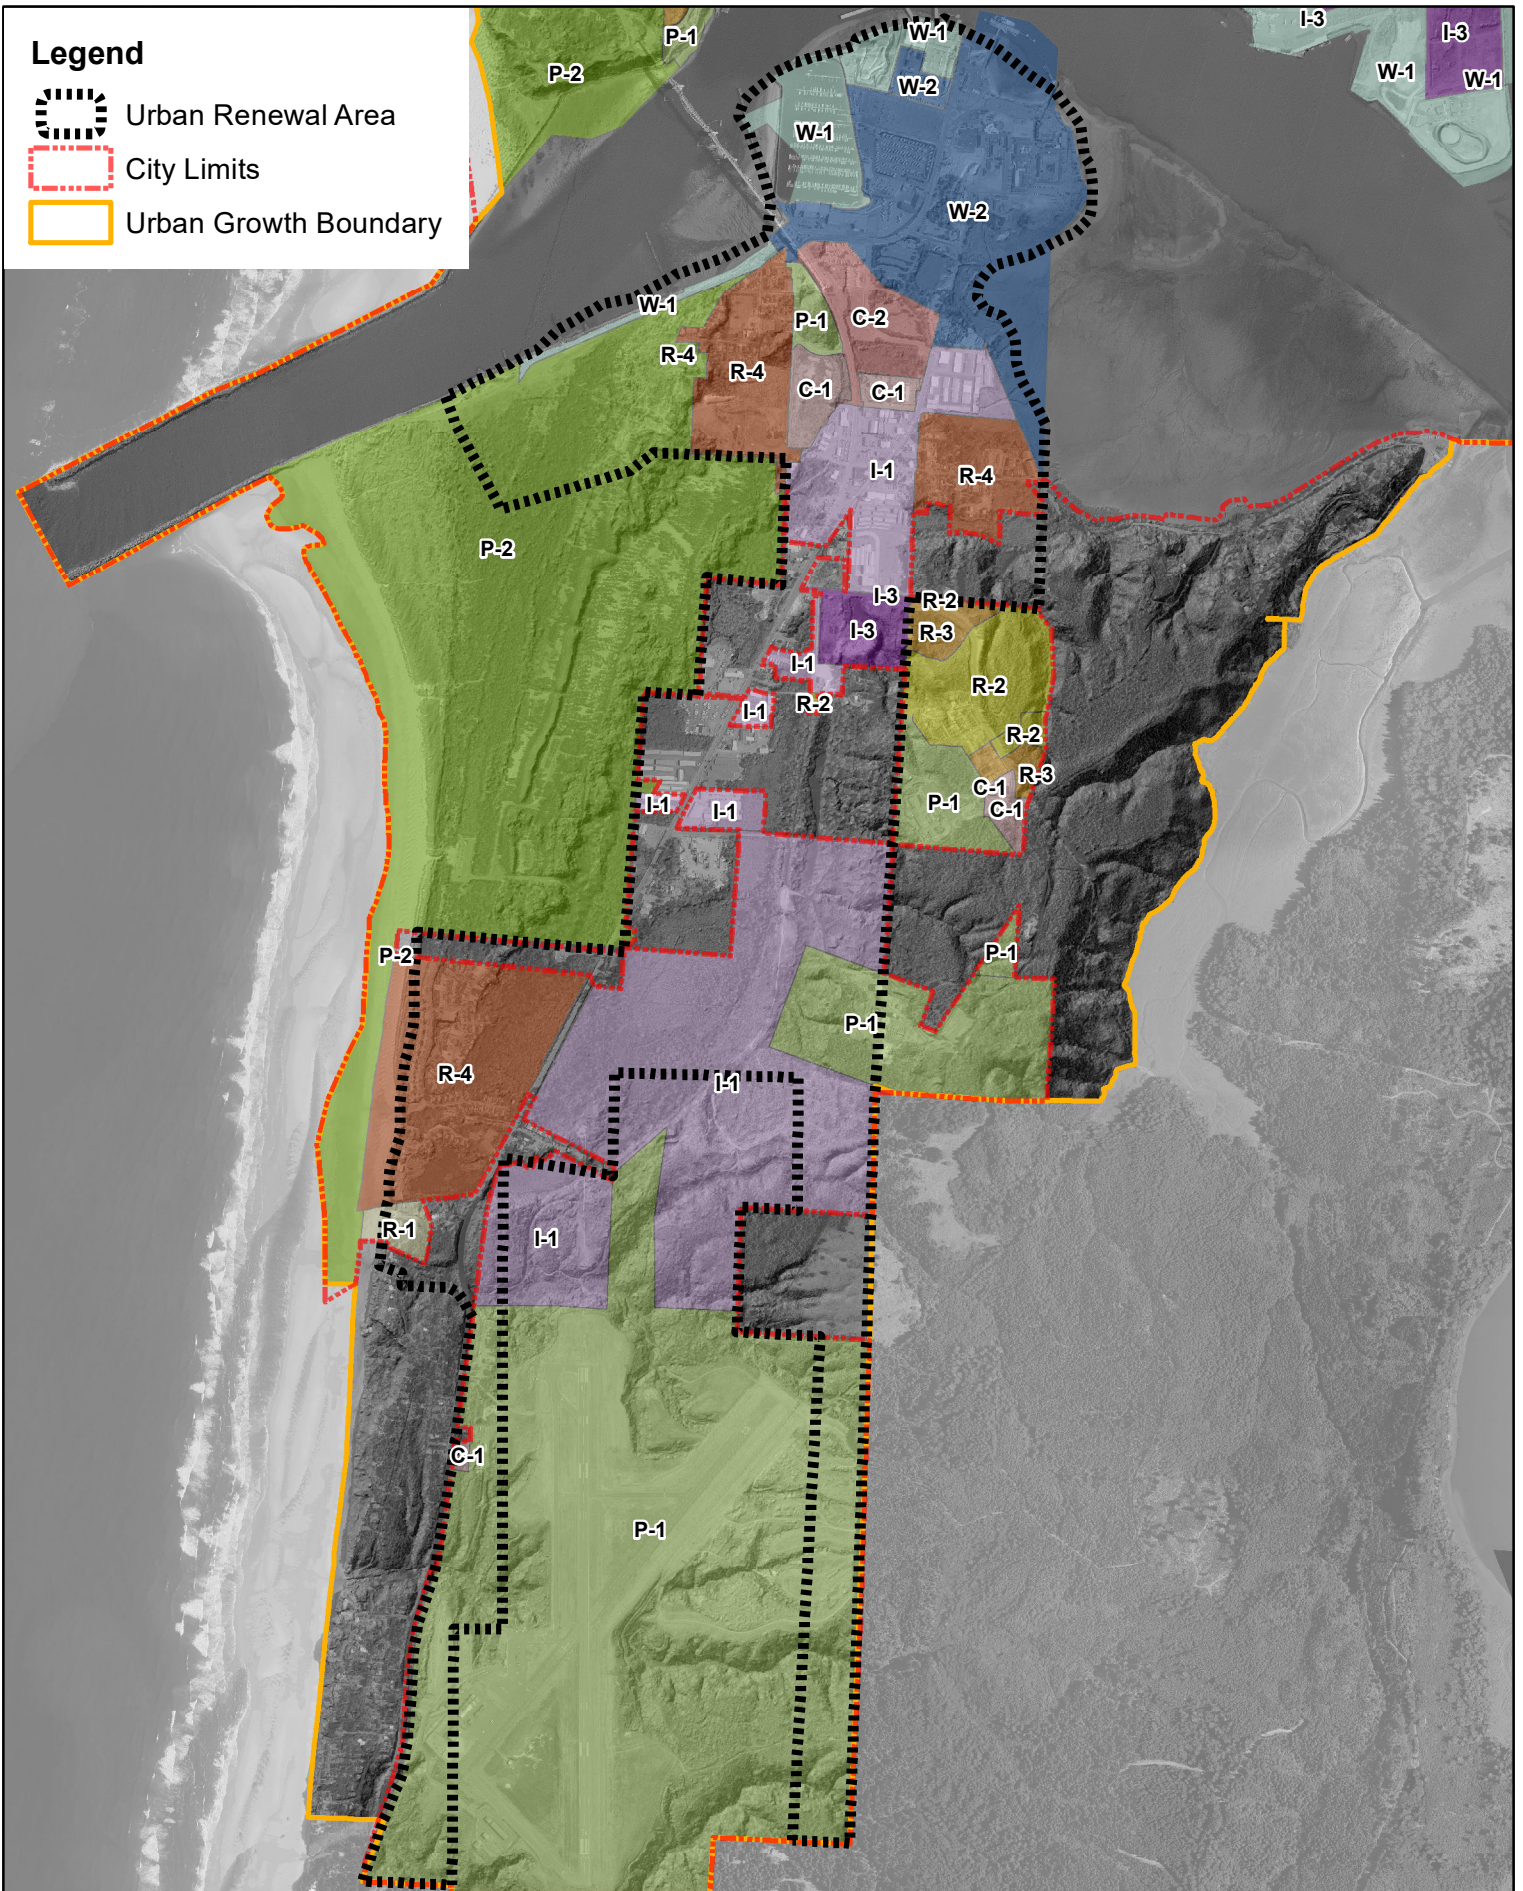 Legend
Urban Renewal Area
City Limits
Urban Growth Boundary
P-1
P-2
W-1
W-2
W-1
W-2
I-3
I-3
W-1
W-1
W-1
P-1
C-2
R-4
R-4
C-1
C-1
I-1
R-4
P-2
I-3
R-2
I-3
R-3
I-1
R-2
R-2
I-1
R-2
R-3
C-1
I-1
I-1
P-1
C-1
P-2
P-1
P-1
R-4
I-1
R-1
I-1
C-1
P-1